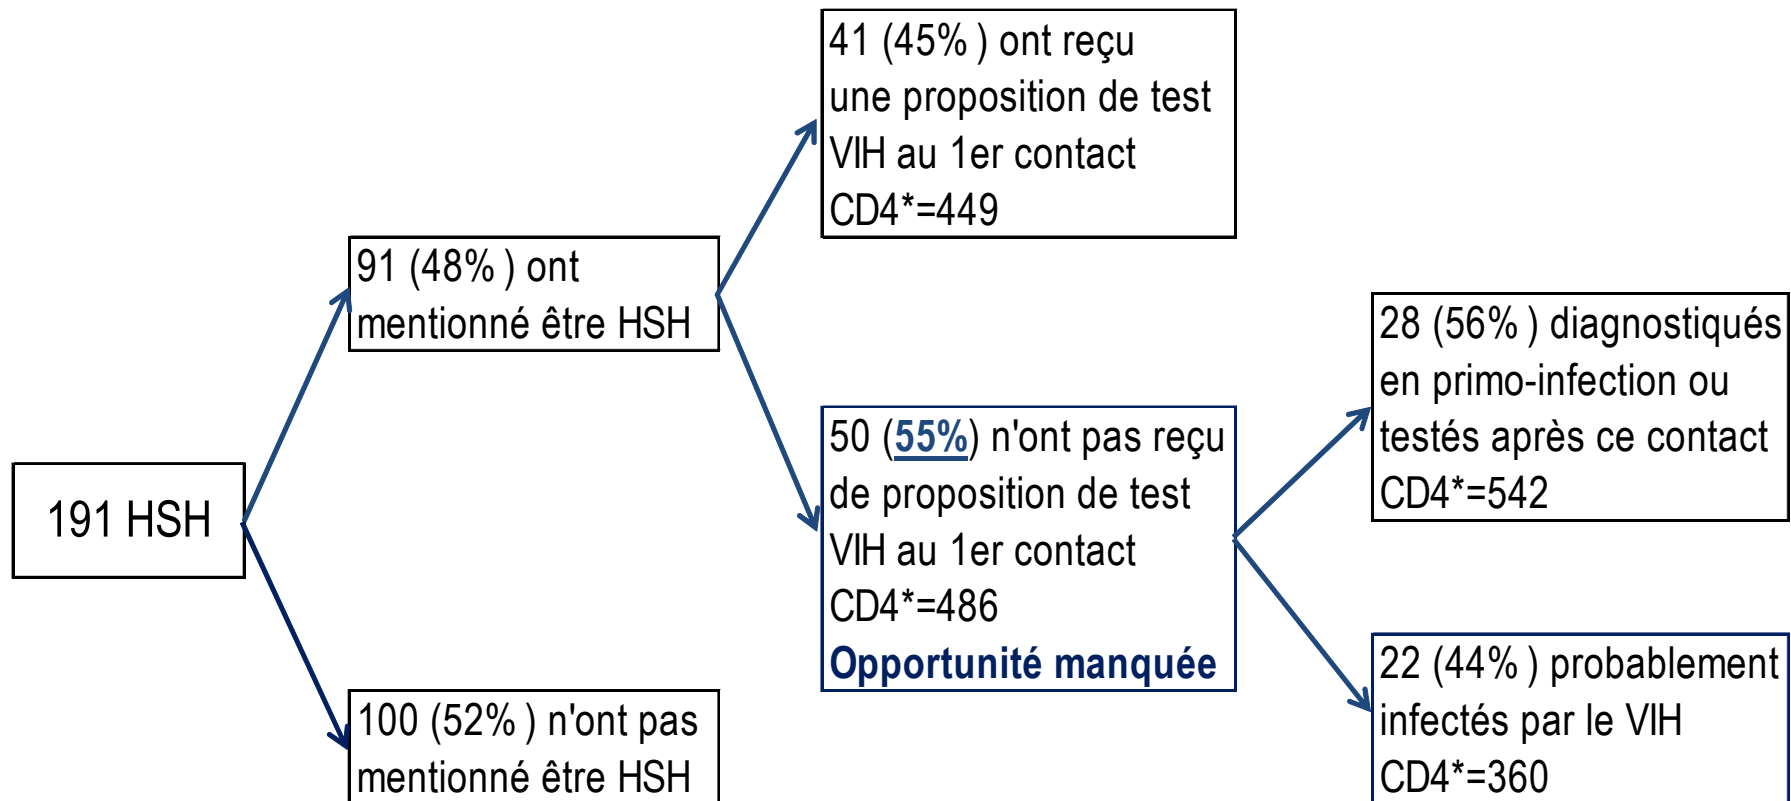 191 HSH
91 (48% ) ont
mentionné être HSH
100 (52% ) n'ont pas
mentionné être HSH
41 (45% ) ont reçu
une proposition de test
VIH au 1er contact
CD4*=449
50 (55%) n'ont pas reçu
de proposition de test
VIH au 1er contact
CD4*=486
Opportunité manquée
28 (56% ) diagnostiqués
en primo-infection ou
testés après ce contact
CD4*=542
22 (44% ) probablement
infectés par le VIH
CD4*=360